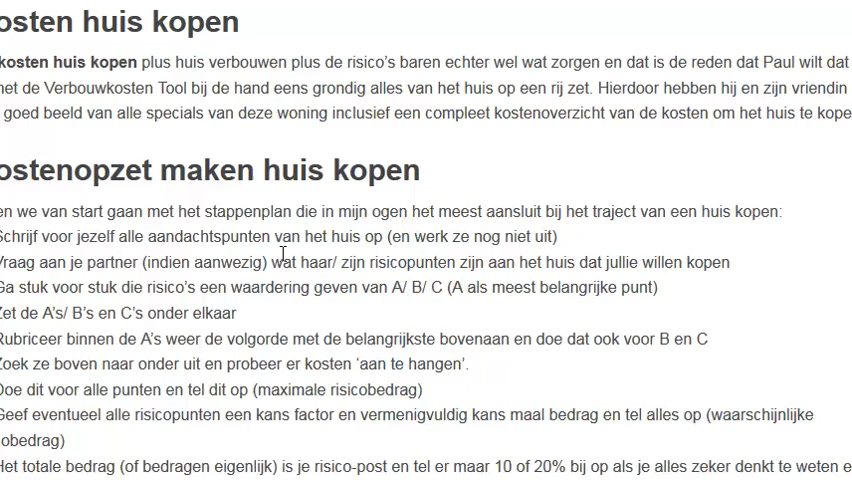 osten huis kopen
kosten huis kopen plus huis verbouwen plus de risico's baren echter wel wat zorgen en dat is de reden dat Paul wilt dat
met de Verbouwkosten Tool bij de hand eens grondig alles van het huis op een rij zet. Hierdoor hebben hij en zijn vriendin
goed beeld van alle specials van deze woning inclusief een compleet kostenoverzicht van de kosten om het huis te kope
ostenopzet maken huis kopen
en we van start gaan met het stappenplan die in mijn ogen het meest aansluit bij het traject van een huis kopen:
Schrijf voor jezelf alle aandachtspunten van het huis op (en werk ze nog niet uit)
Vraag aan je partner (indien aanwezig) wat haar/ zijn risicopunten zijn aan het huis dat jullie willen kopen
Ga stuk voor stuk die risico's een waardering geven van A/ B/ C (A als meest belangrijke punt)
Zet de A's/ B's en C's onder elkaar
Rubriceer binnen de A's weer de volgorde met de belangrijkste bovenaan en doe dat ook voor B en C
Zoek ze boven naar onder uit en probeer er kosten 'aan te hangen'.
Doe dit voor alle punten en tel dit op (maximale risicobedrag)
Geef eventueel alle risicopunten een kans factor en vermenigvuldig kans maal bedrag en tel alles op (waarschijnlijke
obedrag)
Het totale bedrag (of bedragen eigenlijk) is je risico-post en tel er maar 10 of 20% bij op als je alles zeker denkt te weten e